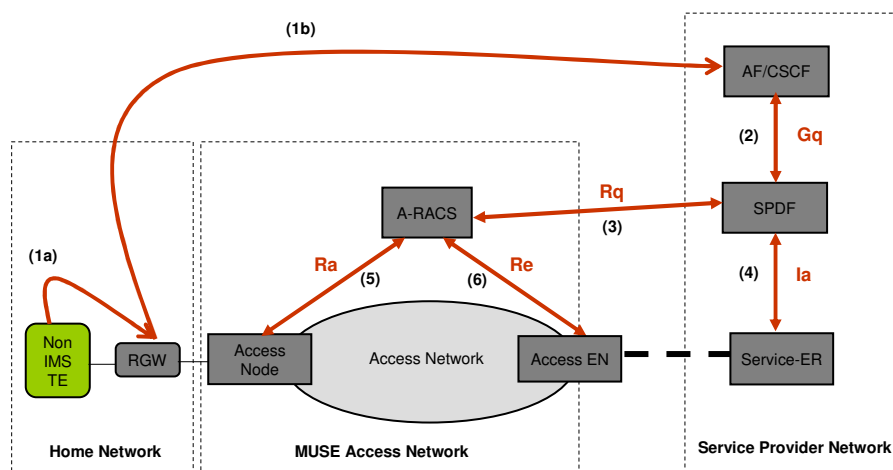 (1b)
AF/CSCF
(2)
Gq
Rq
A-RACS
SPDF
(3)
(1a)
Ra
(5)
Re
(6)
(4)
Ia
Non
IMS
TE
RGW
Access
Node
Access Network
Access EN
Service-ER
Home Network
MUSE Access Network
Service Provider Network